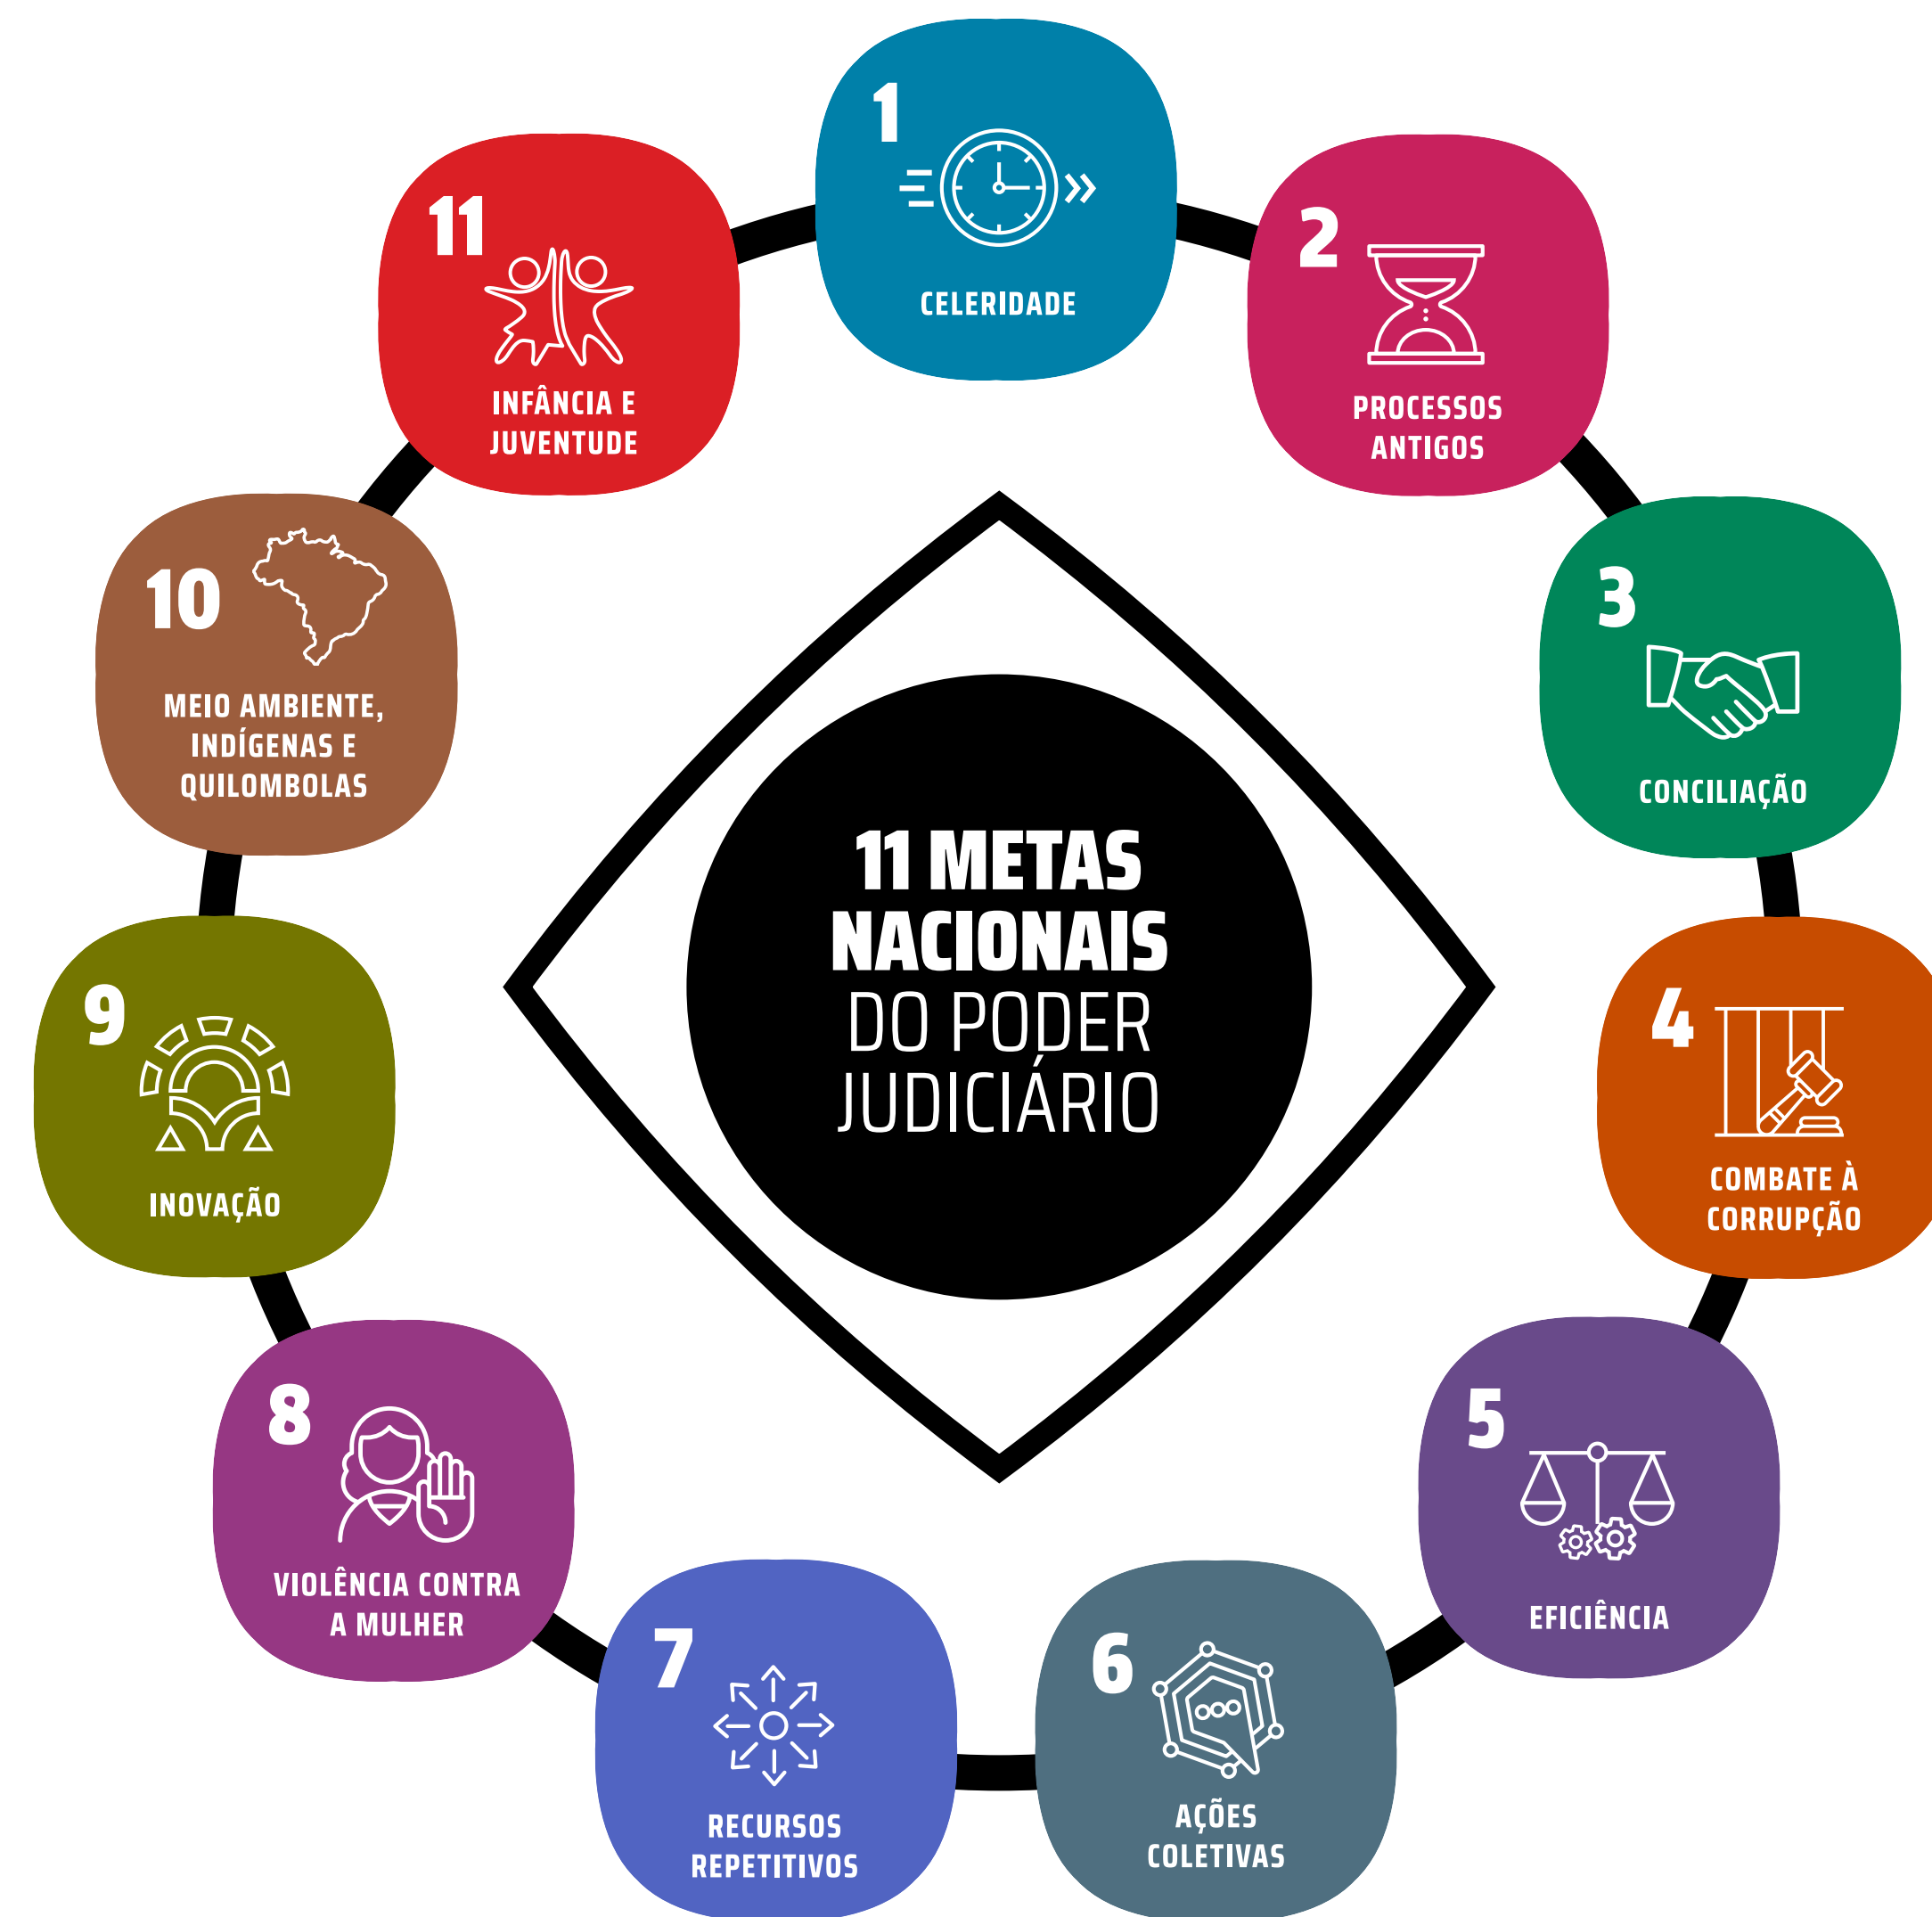 1
CELERIDADE
2
PROCESSOS
ANTIGOS
3
CONCILIAÇÃO
4
COMBATE À
CORRUPÇÃO
5
EFICIÊNCIA
6
AÇÕES
COLETIVAS
7
RECURSOS
REPETITIVOS
8
VIOLÊNCIA CONTRA
A MULHER
9
INOVAÇÃO
10
MEIO AMBIENTE,
INDÍGENAS E
QUILOMBOLAS
11
INFÂNCIA E
JUVENTUDE
11 METAS
NACIONAIS
DO PODER
JUDICIÁRIO